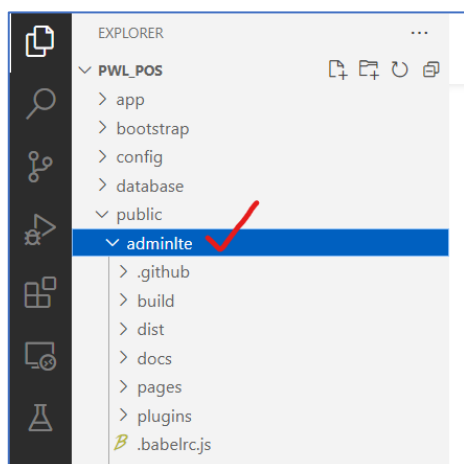 EXPLORER
PWL_POS
app
bootstrap
config
database
public
adminlte
.github
build
dist
docs
pages
plugins
.babelrc.js